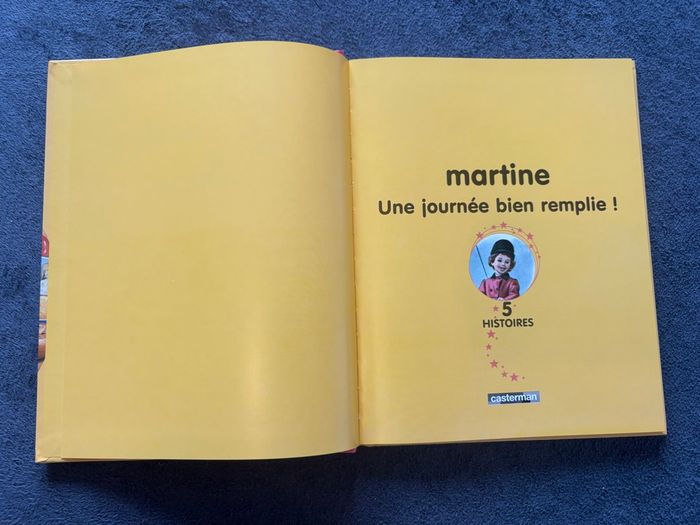 martine
Une journée bien remplie !
5
HISTOIRES
casterman